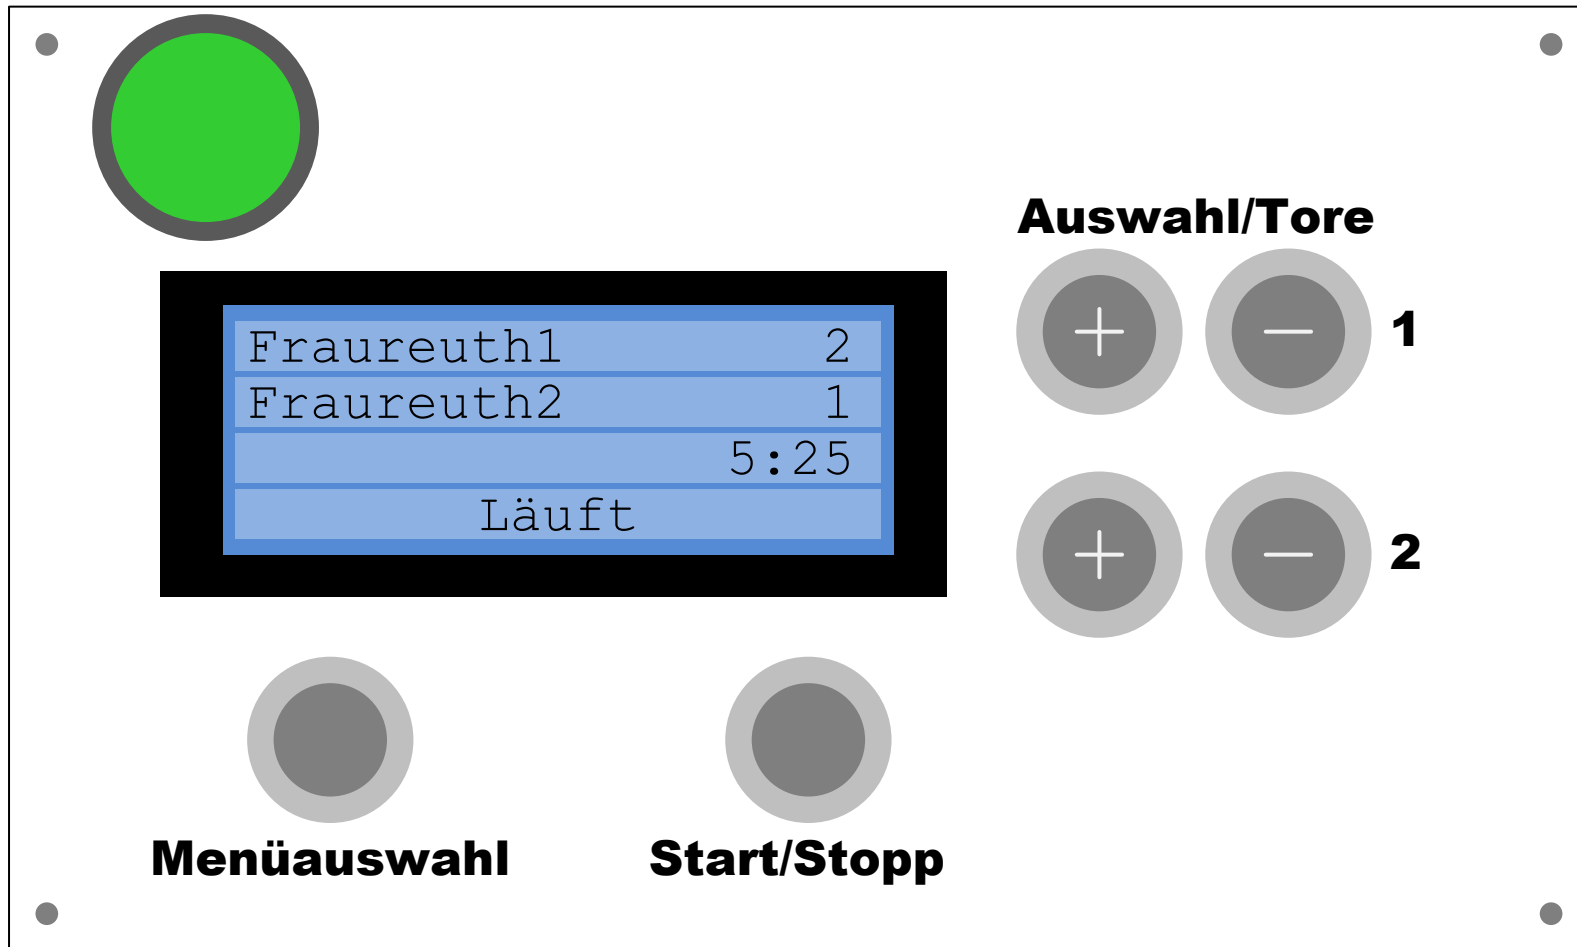 Auswahl/Tore
Fraureuth1 2
+ − 1
Fraureuth2 1
5:25
Läuft
+ − 2
Menüauswahl
Start/Stopp